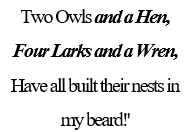 Two Owls and a Hen,
Four Larks and a Wren,
Have all built their nests in
my beard!"